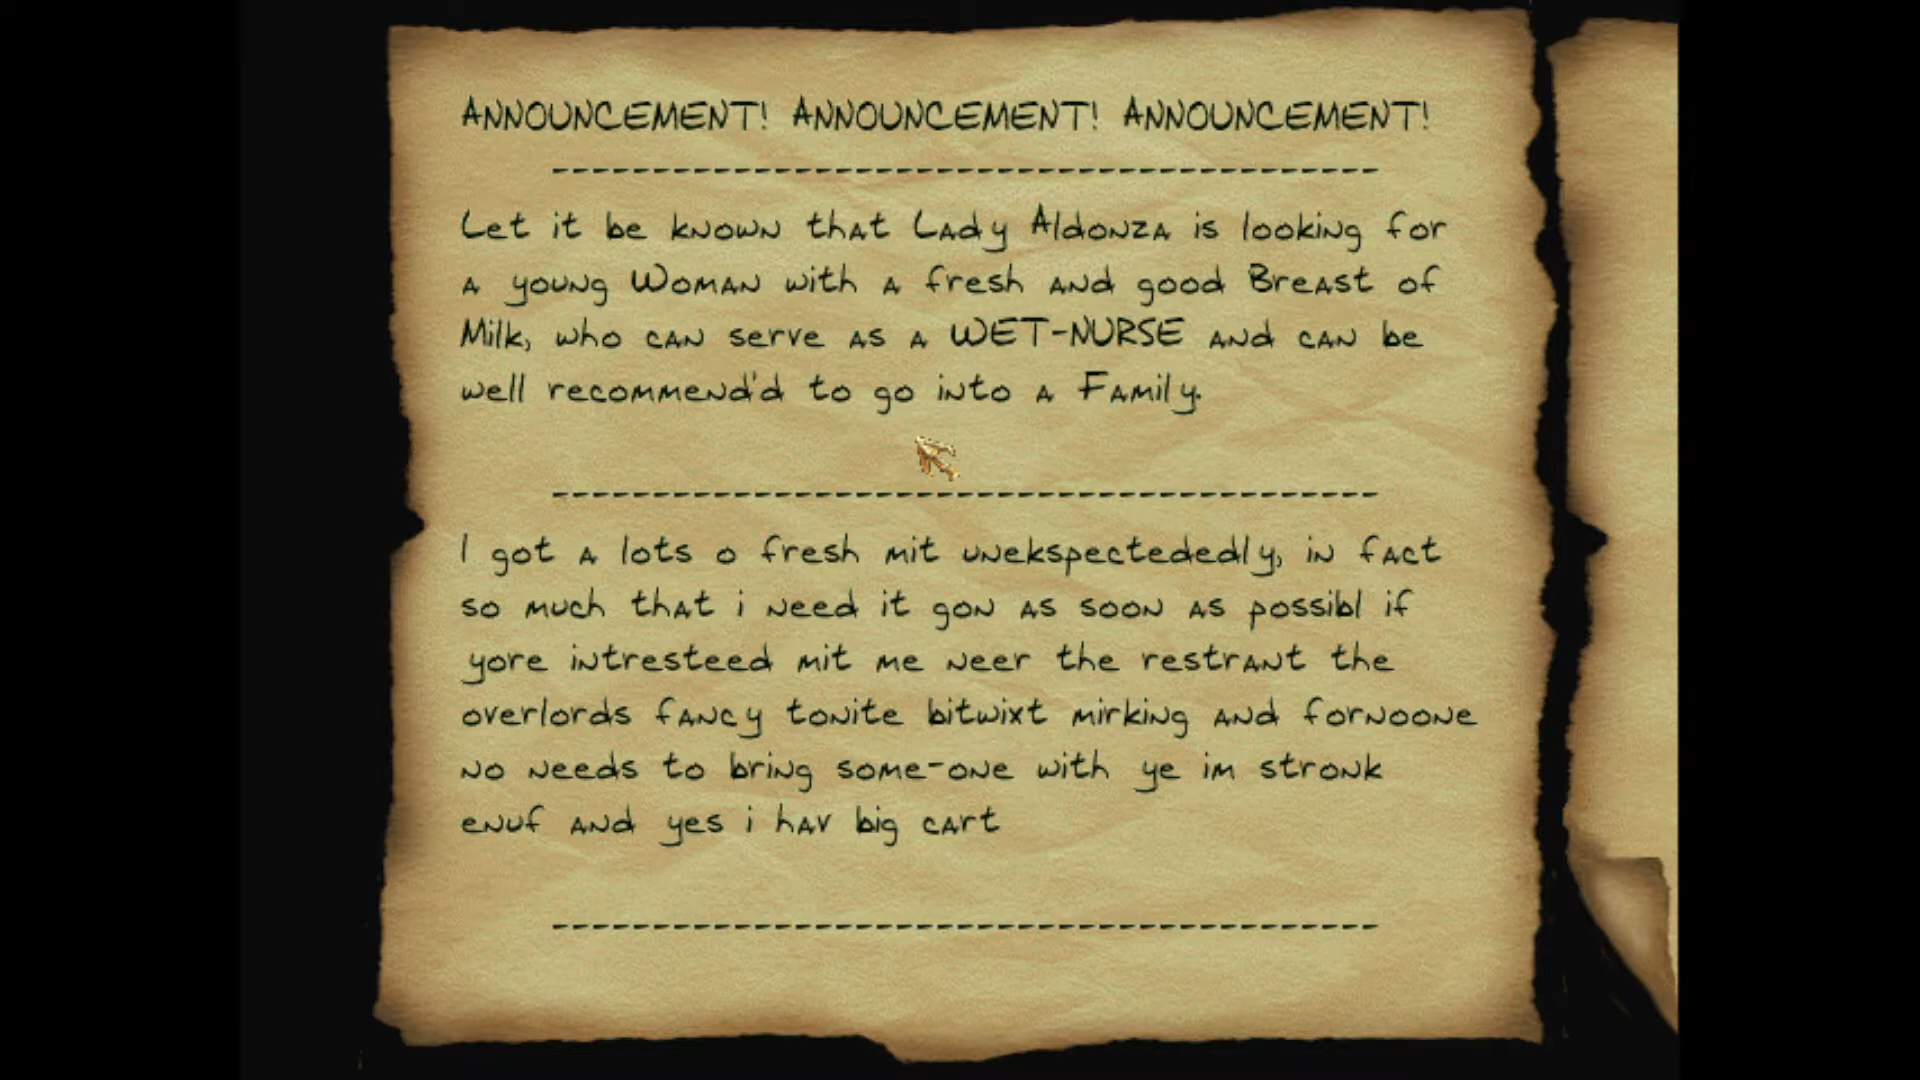 ANNOUNCEMENT! ANNOUNCEMENT! ANNOUNCEMENT!
-----------------------------------------
Let it be known that Lady Aldonza is looking for
a young Woman with a fresh and good Breast of
Milk, who can serve as a WET-NURSE and can be
well recommend'd to go into a Family.
-----------------------------------------
I got a lots o fresh mit unekspectededly, in fact
so much that i need it gon as soon as possibl if
yore intresteed mit me neer the restrant the
overlords fancy tonite bitwixt mirking and fornoone
no needs to bring some-one with ye im stronk
enuf and yes i hav big cart
-----------------------------------------